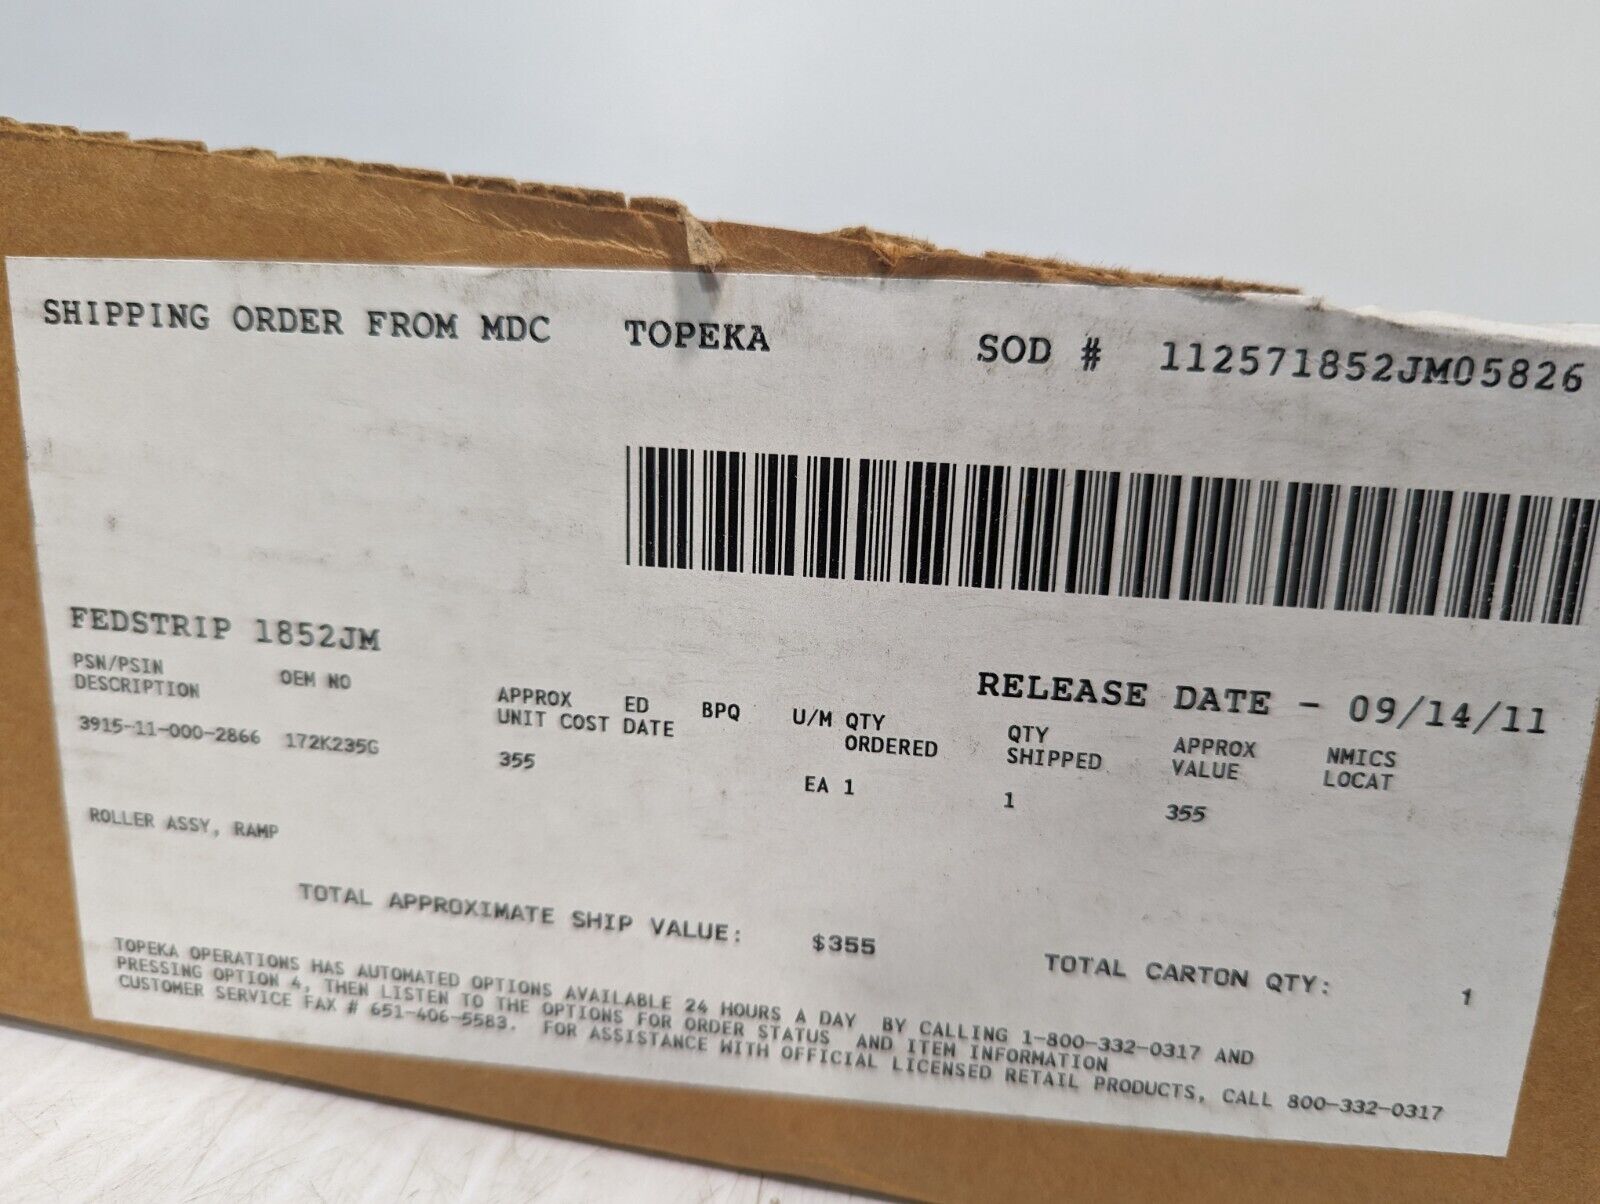 SHIPPING ORDER FROM MDC TOPEKA SOD # 112571852JM05826
FEDSTRIP 1852JM
RELEASE DATE - 09/14/11
PSN/PSIN OEM NO APPROX ED BPQ U/M QTY QTY APPROX NMICS
DESCRIPTION UNIT COST DATE ORDERED SHIPPED VALUE LOCAT
3915-11-000-2866 172K235G 355 EA 1 1 355
ROLLER ASSY, RAMP
TOTAL APPROXIMATE SHIP VALUE: $355 TOTAL CARTON QTY: 1
TOPEKA OPERATIONS HAS AUTOMATED OPTIONS AVAILABLE 24 HOURS A DAY BY CALLING 1-800-332-0317 AND
PRESSING OPTION 4, THEN LISTEN TO THE OPTIONS FOR ORDER STATUS AND ITEM INFORMATION
CUSTOMER SERVICE FAX # 651-406-5583. FOR ASSISTANCE WITH OFFICIAL LICENSED RETAIL PRODUCTS, CALL 800-332-0317